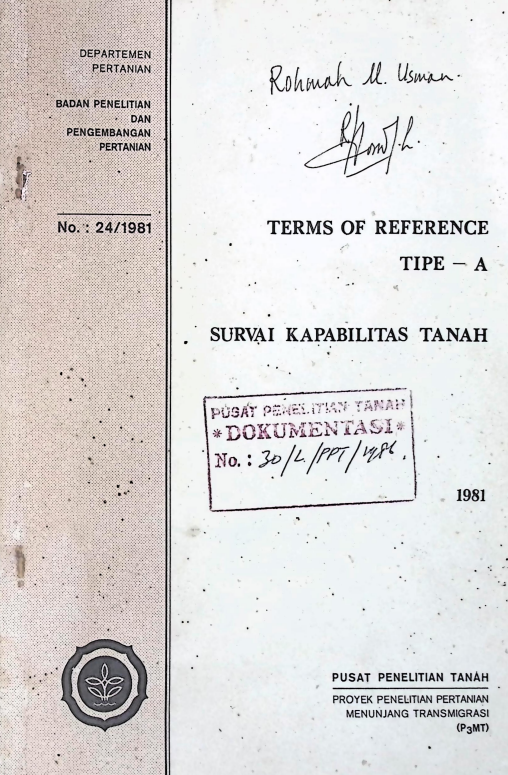 DEPARTEMEN
PERTANIAN
BADAN PENELITIAN
DAN
PENGEMBANGAN
PERTANIAN
No. : 24/1981
Rohmah M. Usman.
TERMS OF REFERENCE
TIPE – A
SURVAI KAPABILITAS TANAH
PUSAT PENELITIAN TANAH
* DOKUMENTASI *
No. : 30/L/PPT/1986.
1981
PUSAT PENELITIAN TANAH
PROYEK PENELITIAN PERTANIAN
MENUNJANG TRANSMIGRASI
(P3MT)